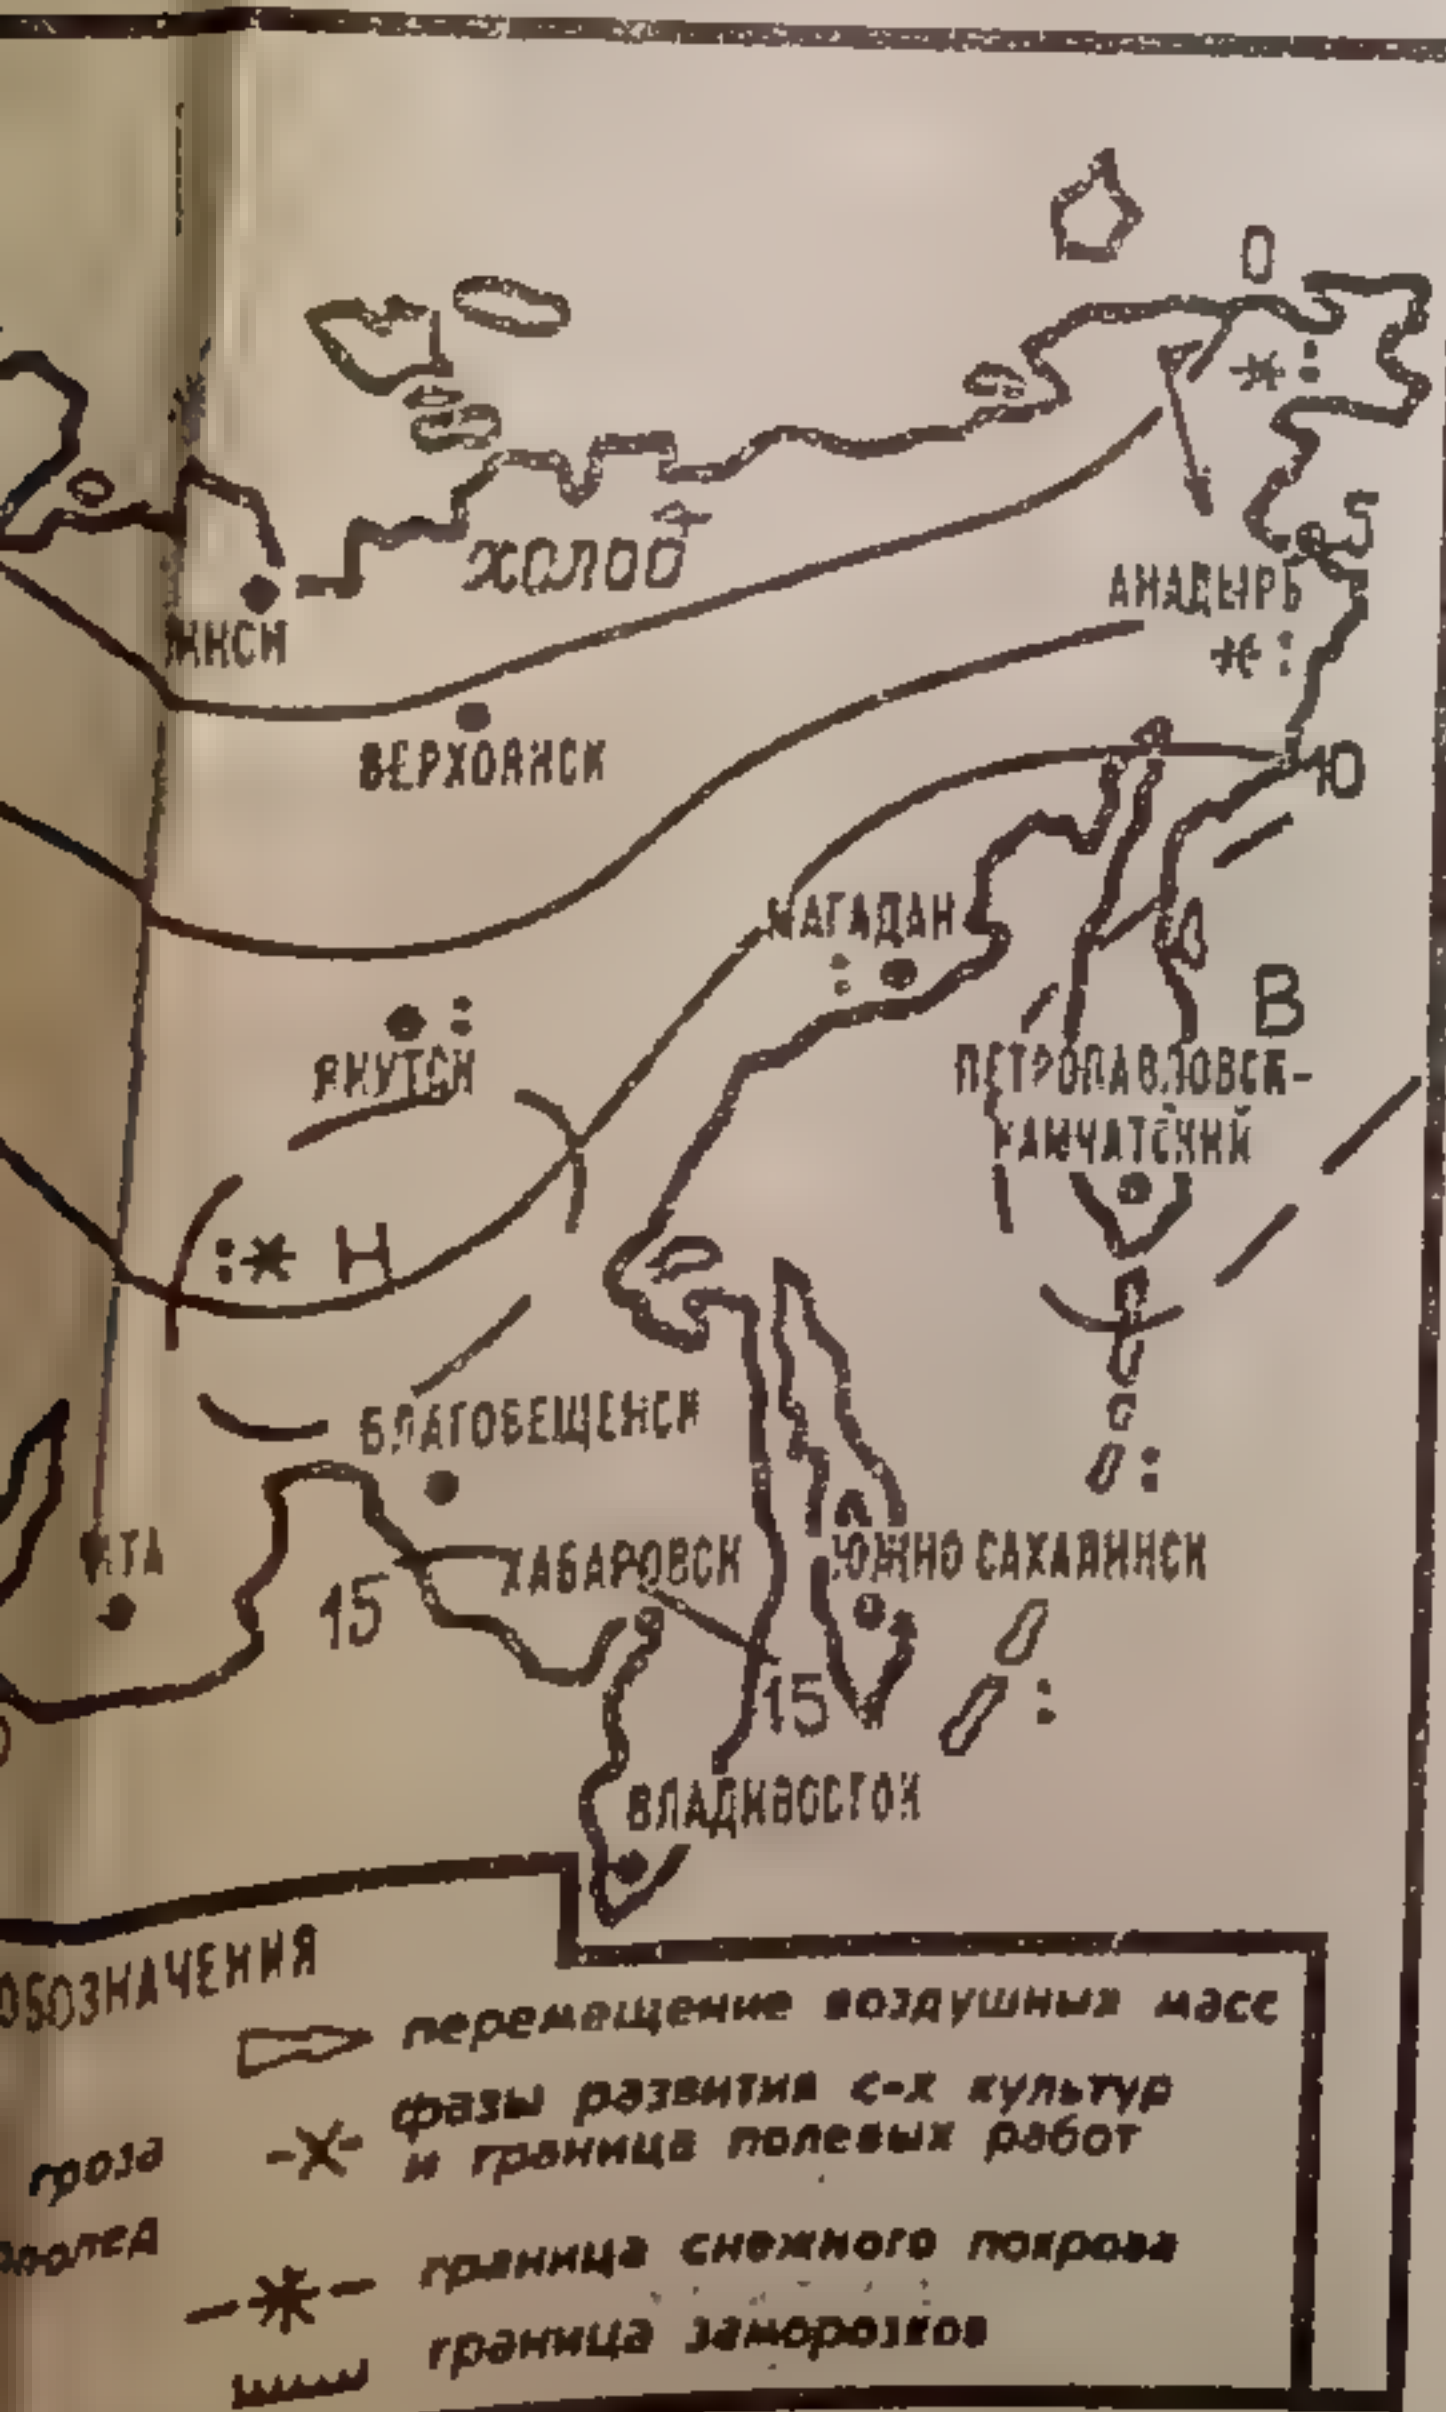 0
холод
5
АНАДЫРЬ
ВЕРХОЯНСК
10
МАГАДАН
В
ЯКУТСК
ПЕТРОПАВЛОВСК-
КАМЧАТСКИЙ
Н
БЛАГОВЕЩЕНСК
ХАБАРОВСК
ЮЖНО САХАЛИНСК
15
15
ВЛАДИВОСТОК
ОБОЗНАЧЕНИЯ
перемещение воздушных масс
фазы развития с-х культур
и граница полевых работ
гроза
граница снежного покрова
граница заморозков